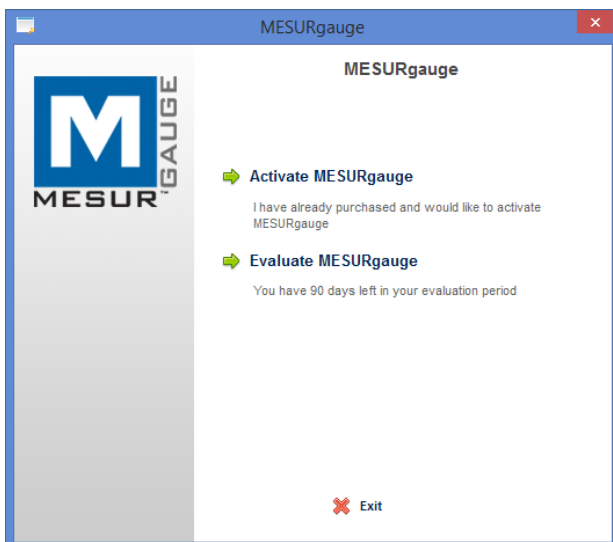 MESURgauge
MESURgauge
M
GAUGE
MESUR™
Activate MESURgauge
I have already purchased and would like to activate
MESURgauge
Evaluate MESURgauge
You have 90 days left in your evaluation period
Exit